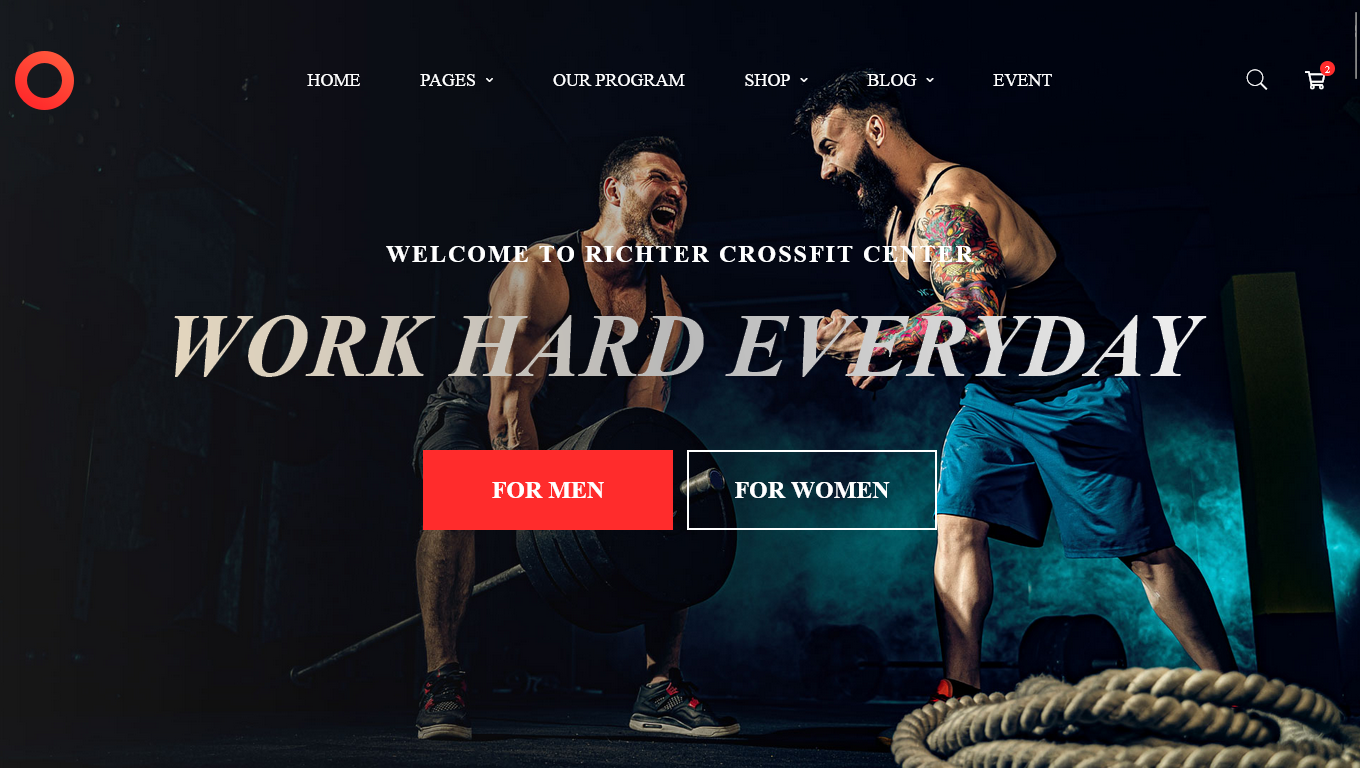 HOME
PAGES
OUR PROGRAM
SHOP
BLOG
EVENT
2
WELCOME TO RICHTER CROSSFIT CENTER
WORK HARD EVERYDAY
FOR MEN
FOR WOMEN